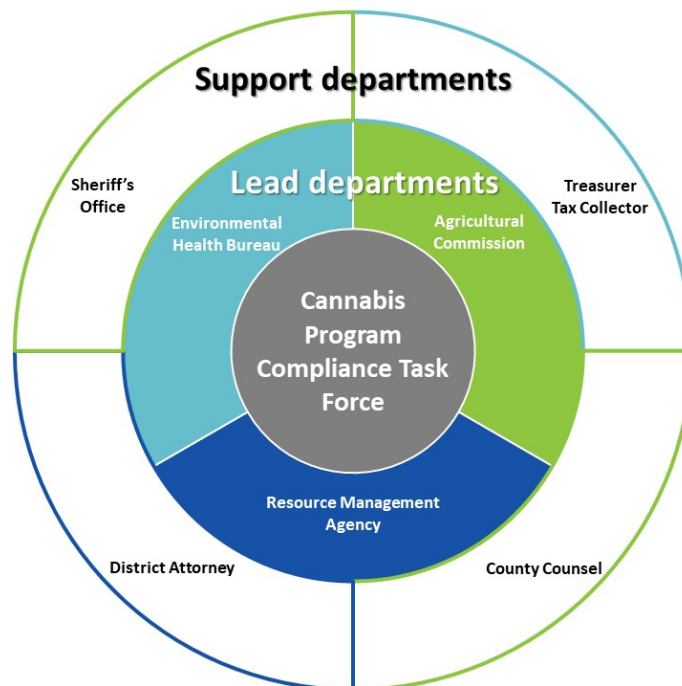 Support departments
Sheriff's
Office
Treasurer
Tax Collector
Lead departments
Environmental
Health Bureau
Agricultural
Commission
Cannabis
Program
Compliance Task
Force
Resource Management
Agency
District Attorney
County Counsel